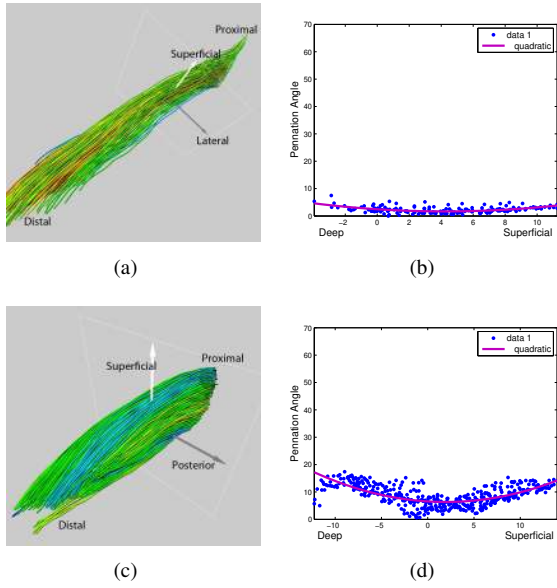 Proximal
Superficial
Lateral
Distal
(a)
data 1
quadratic
Pennation Angle
70
60
50
40
30
20
10
0
−2 0 2 4 6 8 10
Deep Superficial
(b)
Superficial
Proximal
Posterior
Distal
(c)
data 1
quadratic
Pennation Angle
70
60
50
40
30
20
10
0
−10 −5 0 5 10
Deep Superficial
(d)